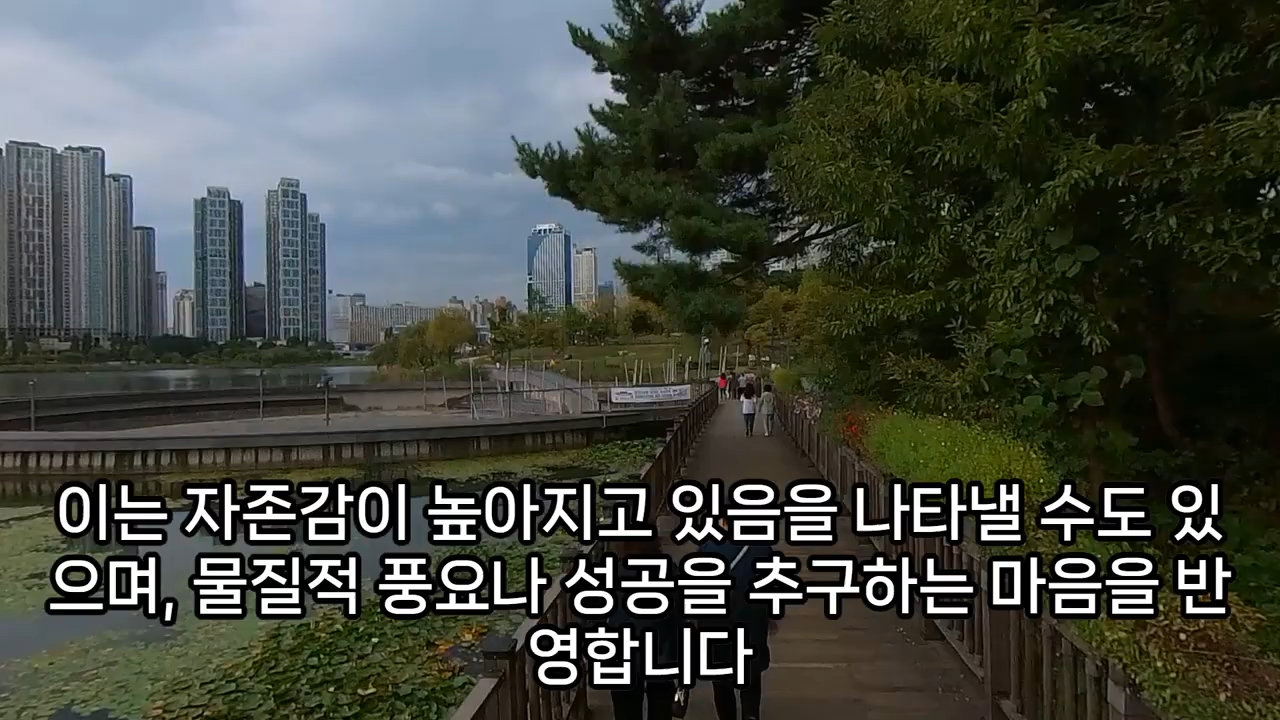 이는 자존감이 높아지고 있음을 나타낼 수도 있
으며, 물질적 풍요나 성공을 추구하는 마음을 반
영합니다